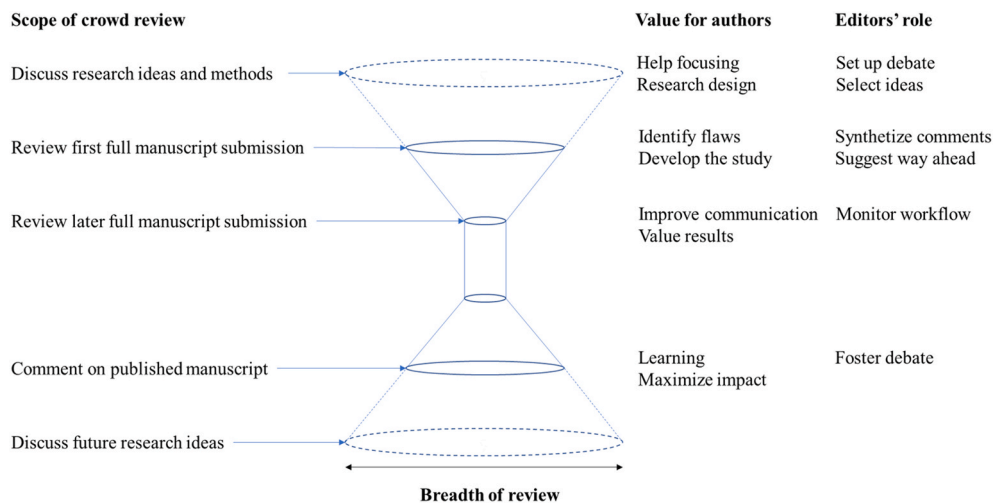 Scope of crowd review
Value for authors
Editors' role
Discuss research ideas and methods
Help focusing
Research design
Set up debate
Select ideas
Review first full manuscript submission
Identify flaws
Develop the study
Synthetize comments
Suggest way ahead
Review later full manuscript submission
Improve communication
Value results
Monitor workflow
Comment on published manuscript
Learning
Maximize impact
Foster debate
Discuss future research ideas
Breadth of review